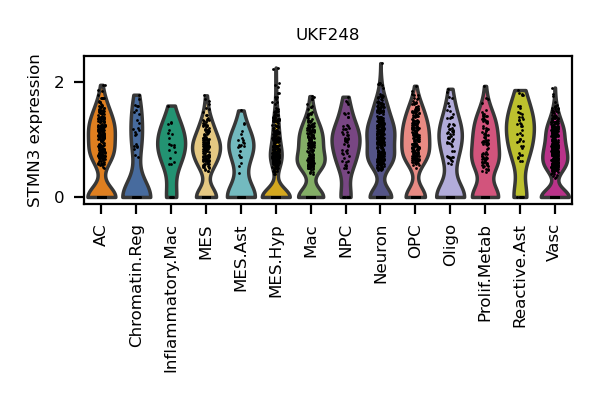 UKF248
STMN3 expression
2
0
AC
Chromatin.Reg
Inflammatory.Mac
MES
MES.Ast
MES.Hyp
Mac
NPC
Neuron
OPC
Oligo
Prolif.Metab
Reactive.Ast
Vasc